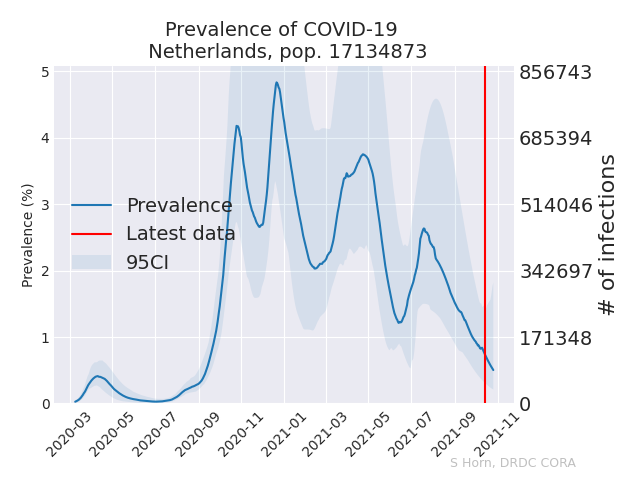 Prevalence of COVID-19
Netherlands, pop. 17134873
Prevalence (%)
5
4
3
2
1
0
856743
685394
514046
342697
171348
0
# of infections
Prevalence
Latest data
95CI
2020-03
2020-05
2020-07
2020-09
2020-11
2021-01
2021-03
2021-05
2021-07
2021-09
2021-11
S Horn, DRDC CORA